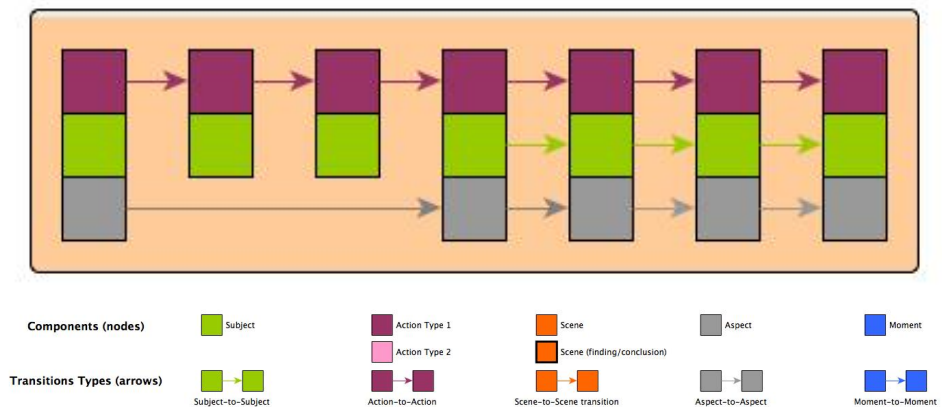 Components (nodes)
Subject
Action Type 1
Scene
Aspect
Moment
Action Type 2
Scene (finding/conclusion)
Transitions Types (arrows)
Subject-to-Subject
Action-to-Action
Scene-to-Scene transition
Aspect-to-Aspect
Moment-to-Moment